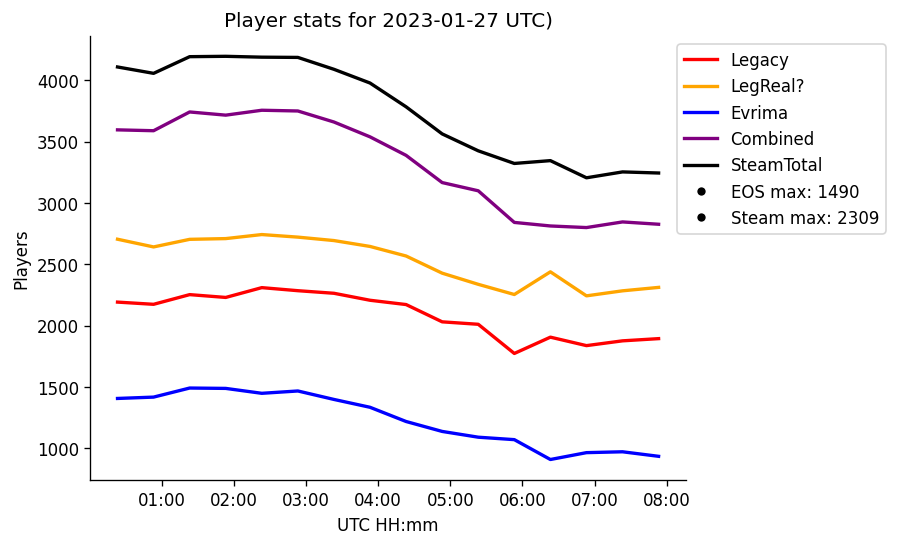 Player stats for 2023-01-27 UTC)
Legacy
LegReal?
Evrima
Combined
SteamTotal
EOS max: 1490
Steam max: 2309
Players
4000
3500
3000
2500
2000
1500
1000
01:00 02:00 03:00 04:00 05:00 06:00 07:00 08:00
UTC HH:mm